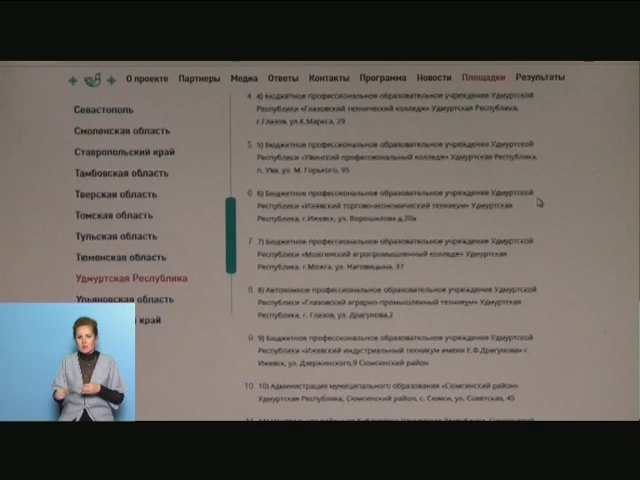 О проекте Партнеры Медиа Ответы Контакты Программа Новости Площадки Результаты
Севастополь
Смоленская область
Ставропольский край
Тамбовская область
Тверская область
Томская область
Тульская область
Тюменская область
Удмуртская Республика
Ульяновская область
край
4. 4) Бюджетное профессиональное образовательное учреждение Удмуртской
Республики «Глазовский технический колледж» Удмуртская Республика,
г.Глазов, ул.К.Маркса, 29
5. 5) Бюджетное профессиональное образовательное учреждение Удмуртской
Республики «Увинский профессиональный колледж» Удмуртская Республика,
п. Ува, ул. М. Горького, 95
6. 6) Бюджетное профессиональное образовательное учреждение Удмуртской
Республики «Ижевский торгово-экономический техникум» Удмуртская
Республика, г.Ижевск, ул. Ворошилова д,20а
7. 7) Бюджетное профессиональное образовательное учреждение Удмуртской
Республики «Можгинский агропромышленный колледж» Удмуртская
Республика, г.Можга, ул. Наговицына, 37
8. 8) Автономное профессиональное образовательное учреждение Удмуртской
Республики «Глазовский аграрно-промышленный техникум» Удмуртская
Республика, г. Глазов, ул. Драгунова,2
9. 9) Бюджетное профессиональное образовательное учреждение Удмуртской
Республики «Ижевский индустриальный техникум имени Е.Ф.Драгунова» г.
Ижевск, ул. Дзержинского,9 Сюмсинский район
10. 10) Администрация муниципального образования «Сюмсинский район»
Удмуртская Республика, Сюмсинский район, с. Сюмси, ул. Советская, 45